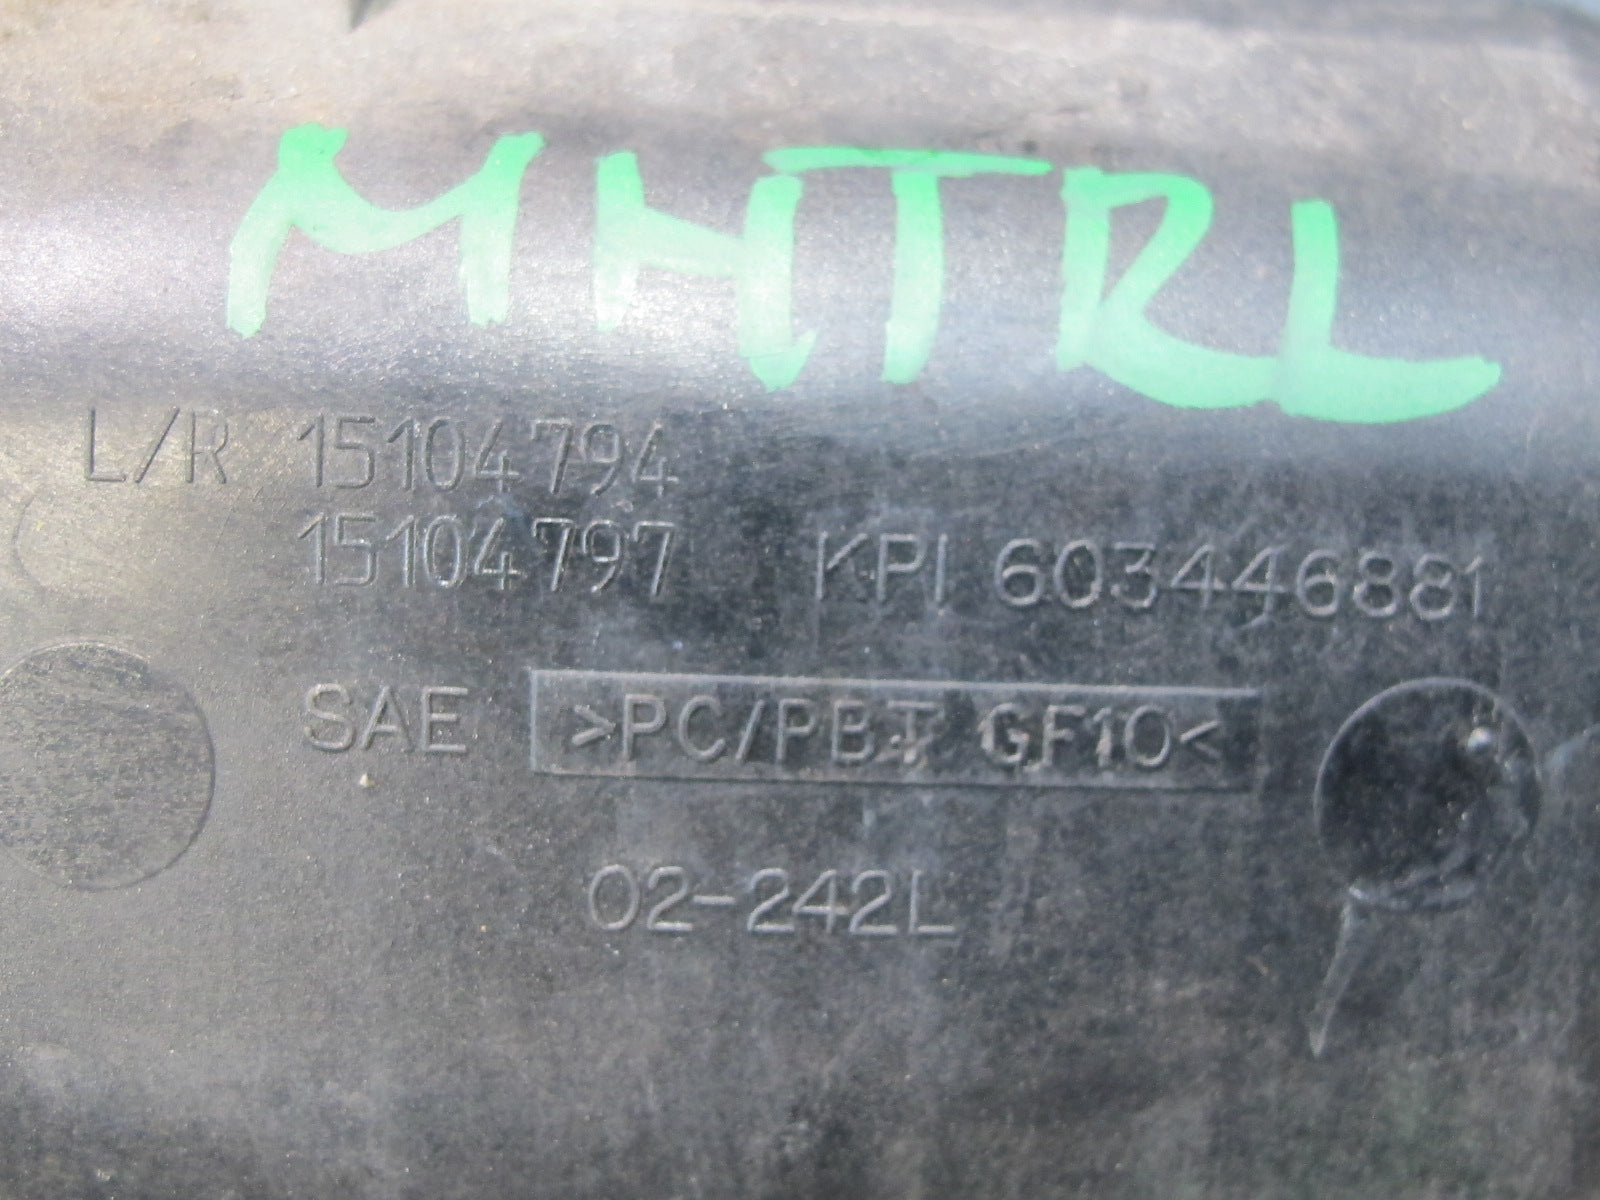 MHTRL
L/R 15104794
15104797 KPI 603446881
SAE >PC/PBT GF10<
02-242L